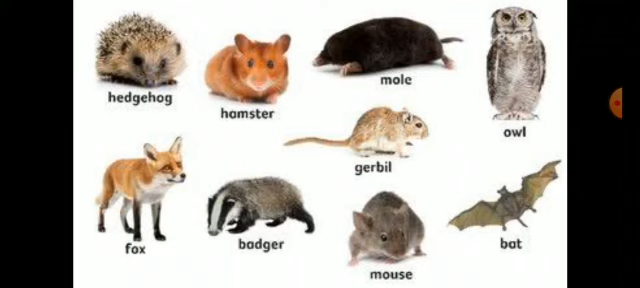 hedgehog
hamster
mole
owl
gerbil
fox
badger
mouse
bat